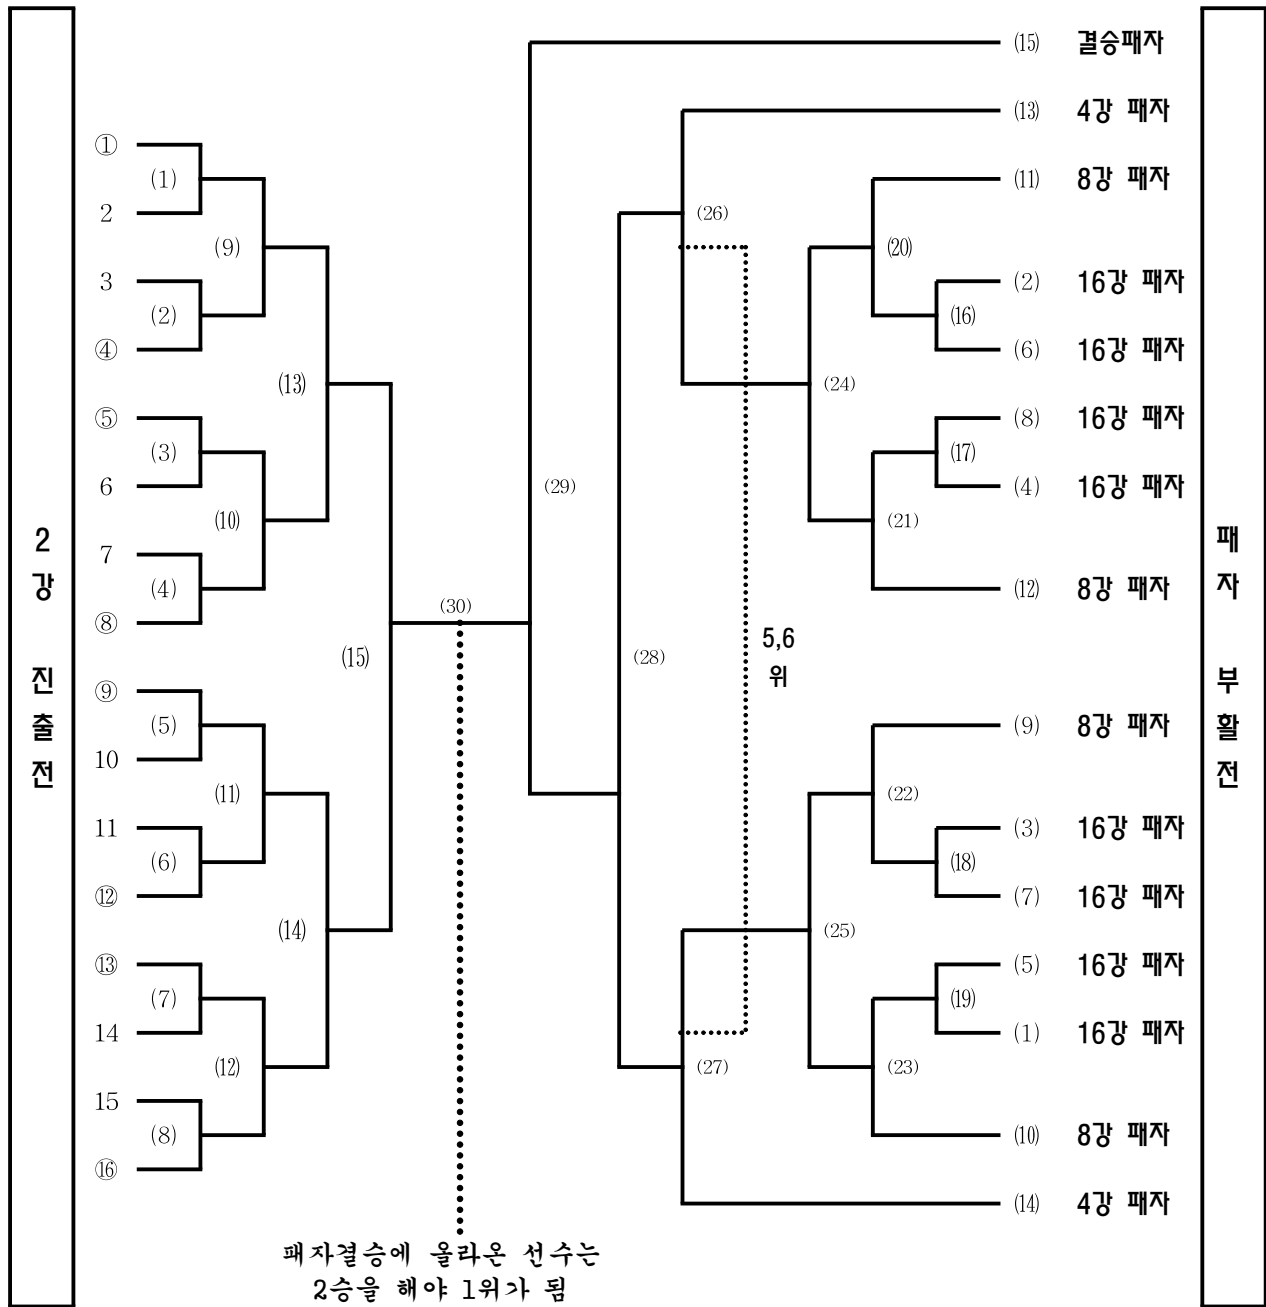 2강 진출전
①
(1)
2
(9)
3
(2)
④
(13)
⑤
(3)
6
(10)
7
(4)
⑧
(15)
⑨
(5)
10
(11)
11
(6)
⑫
(14)
⑬
(7)
14
(12)
15
(8)
⑯
(30)
(29)
(28)
(26)
(27)
5,6
위
(24)
(25)
(20)
(16)
(17)
(21)
(22)
(18)
(19)
(23)
(15) 결승패자
(13) 4강 패자
(11) 8강 패자
(2) 16강 패자
(6) 16강 패자
(8) 16강 패자
(4) 16강 패자
(12) 8강 패자
(9) 8강 패자
(3) 16강 패자
(7) 16강 패자
(5) 16강 패자
(1) 16강 패자
(10) 8강 패자
(14) 4강 패자
패자 부활전
패자결승에 올라온 선수는
2승을 해야 1위가 됨